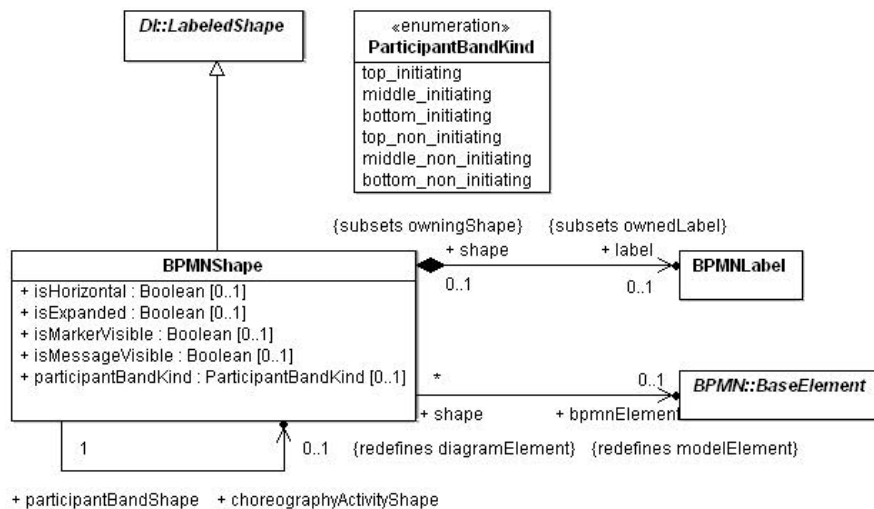 DI::LabeledShape
«enumeration»
ParticipantBandKind
top_initiating
middle_initiating
bottom_initiating
top_non_initiating
middle_non_initiating
bottom_non_initiating
{subsets owningShape} {subsets ownedLabel}
+ shape + label
0..1 0..1
BPMNShape
+ isHorizontal : Boolean [0..1]
+ isExpanded : Boolean [0..1]
+ isMarkerVisible : Boolean [0..1]
+ isMessageVisible : Boolean [0..1]
+ participantBandKind : ParticipantBandKind [0..1]
BPMNLabel
* 0..1
BPMN::BaseElement
+ shape + bpmnElement
{redefines diagramElement} {redefines modelElement}
1 0..1
+ participantBandShape + choreographyActivityShape